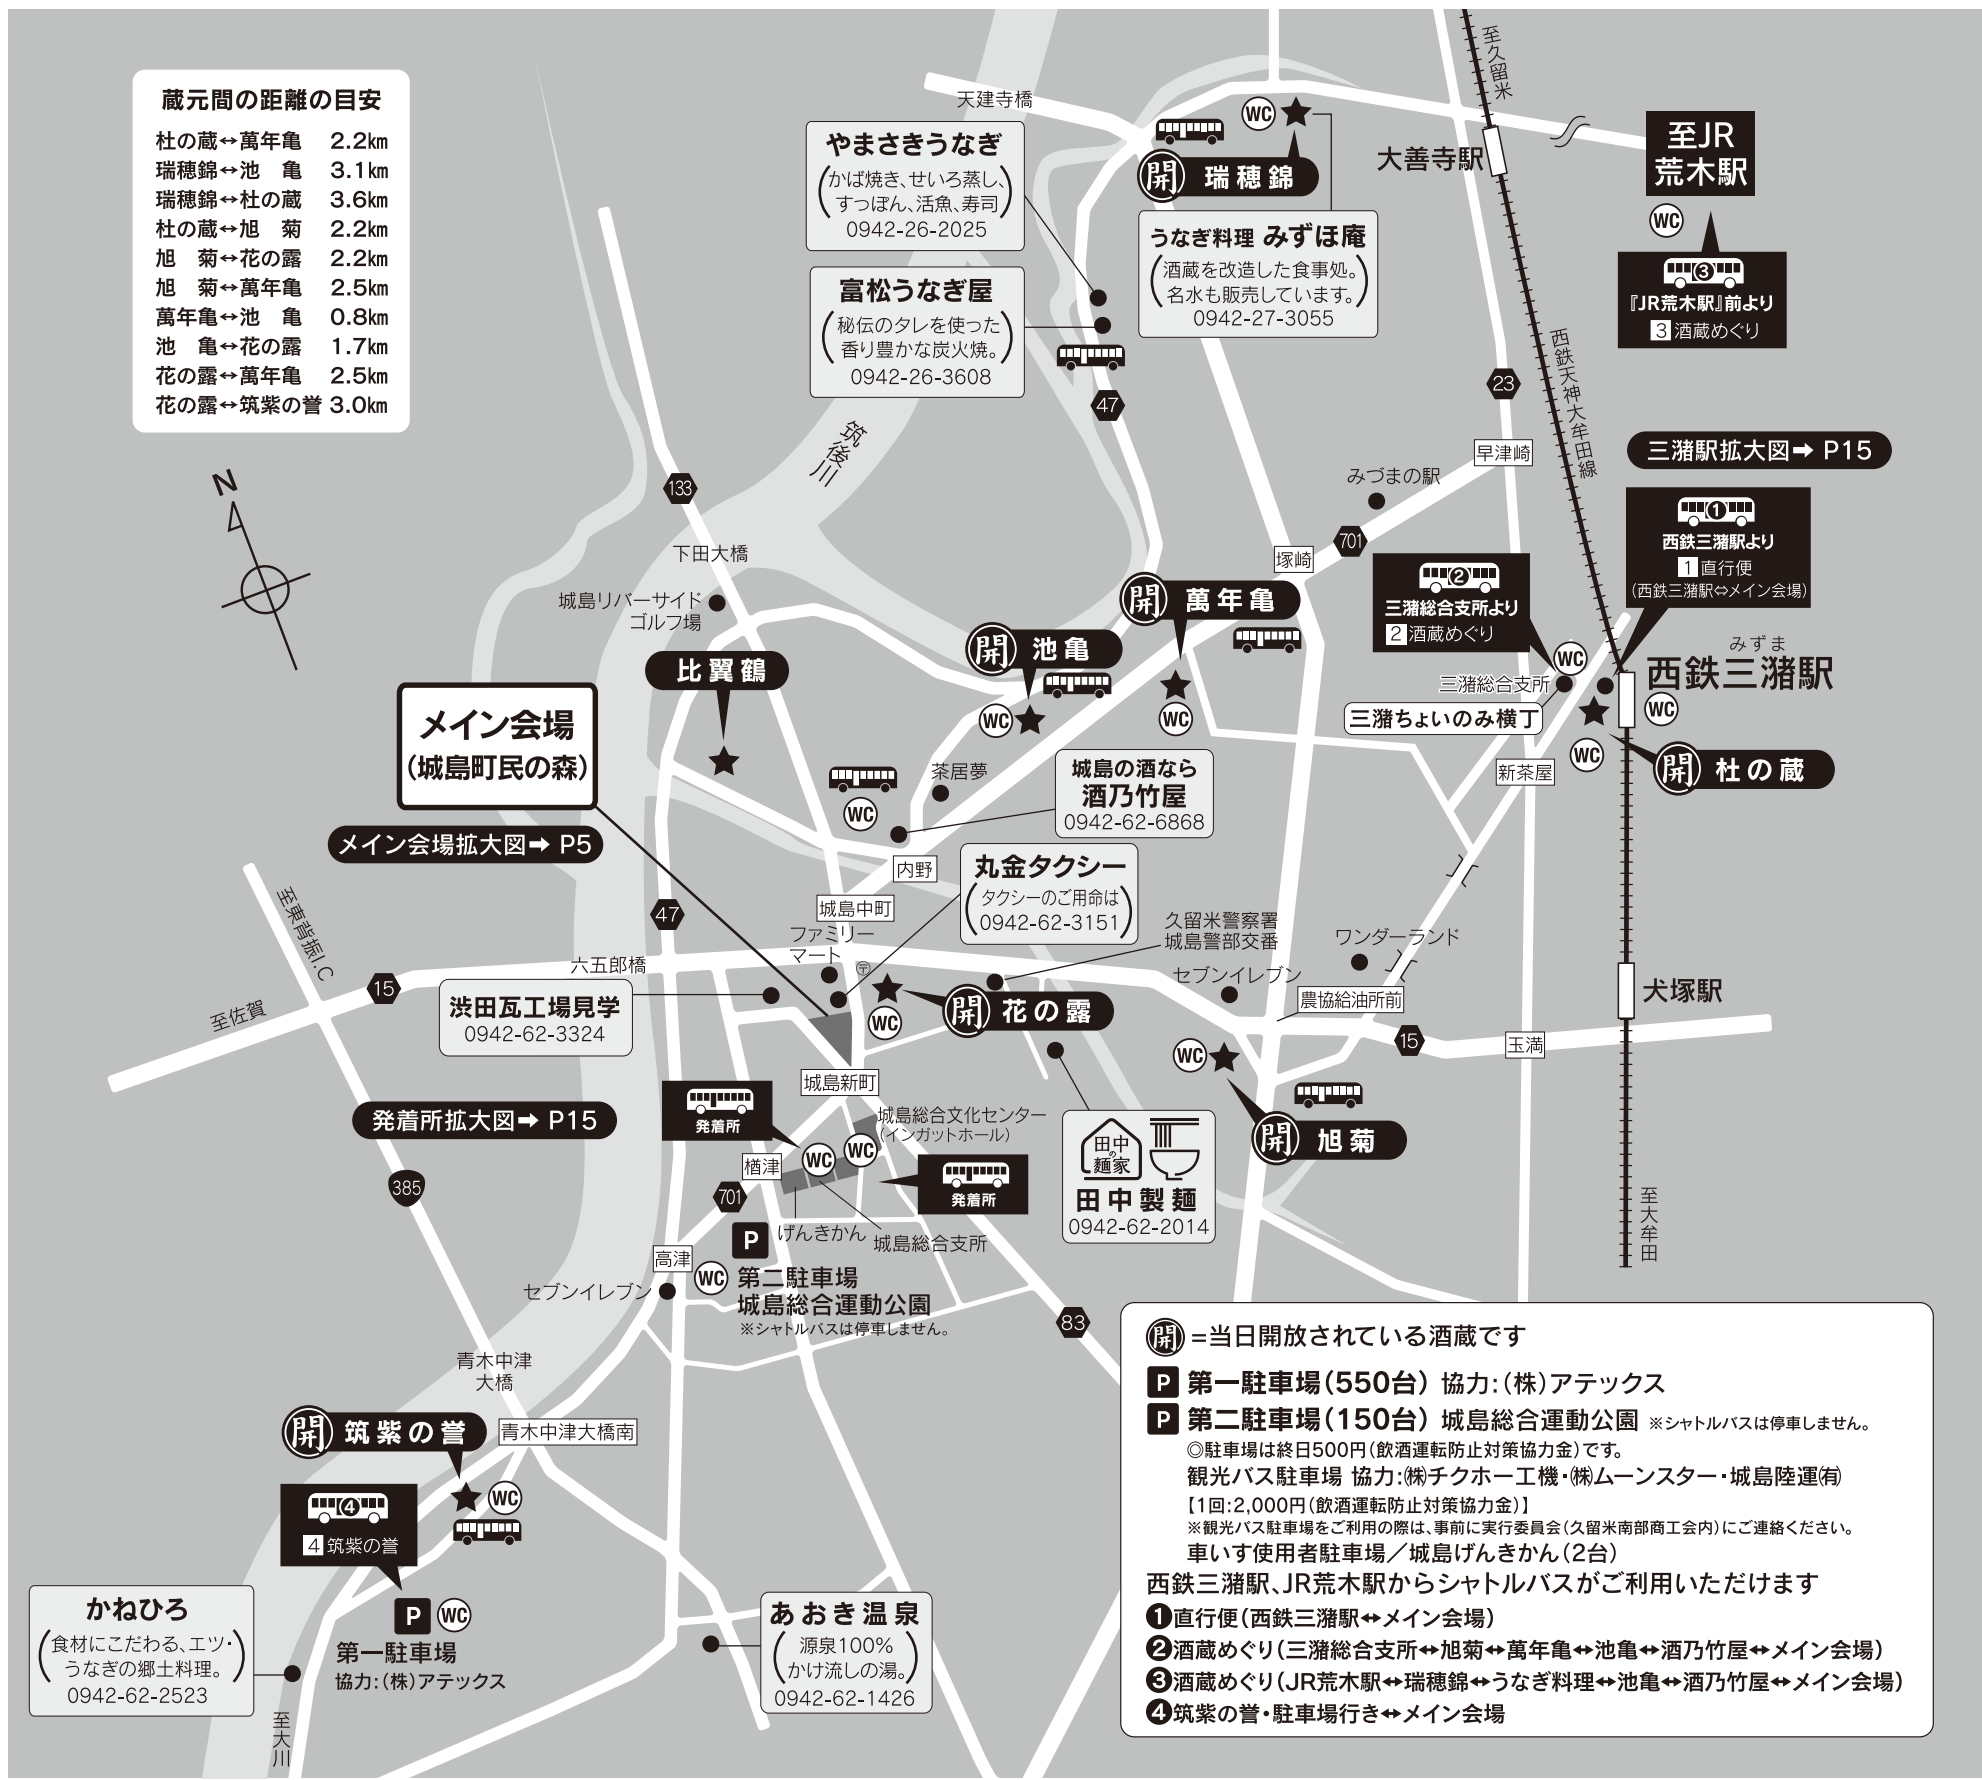 蔵元間の距離の目安
杜の蔵↔萬年亀 2.2km
瑞穂錦↔池　亀 3.1km
瑞穂錦↔杜の蔵 3.6km
杜の蔵↔旭　菊 2.2km
旭　菊↔花の露 2.2km
旭　菊↔萬年亀 2.5km
萬年亀↔池　亀 0.8km
池　亀↔花の露 1.7km
花の露↔萬年亀 2.5km
花の露↔筑紫の誉 3.0km
N
天建寺橋
やまさきうなぎ
(かば焼き、せいろ蒸し、
すっぽん、活魚、寿司)
0942-26-2025
富松うなぎ屋
(秘伝のタレを使った
香り豊かな炭火焼。)
0942-26-3608
WC
開 瑞穂錦
うなぎ料理 みずほ庵
(酒蔵を改造した食事処。
名水も販売しています。)
0942-27-3055
至久留米
大善寺駅
至JR
荒木駅
WC
3
『JR荒木駅』前より
3 酒蔵めぐり
西鉄天神大牟田線
23
47
筑後川
早津崎
みづまの駅
701
塚崎
三潴駅拡大図➡ P15
1
西鉄三潴駅より
1 直行便
(西鉄三潴駅⇔メイン会場)
2
三潴総合支所より
2 酒蔵めぐり
WC
三潴総合支所
三潴ちょいのみ横丁
みずま
西鉄三潴駅
WC
WC
開 杜の蔵
新茶屋
133
下田大橋
城島リバーサイド
ゴルフ場
比翼鶴
開 池亀
WC
開 萬年亀
WC
メイン会場
(城島町民の森)
メイン会場拡大図➡ P5
WC
茶居夢
城島の酒なら
酒乃竹屋
0942-62-6868
内野
城島中町
丸金タクシー
(タクシーのご用命は
0942-62-3151)
ファミリー
マート
〒
47
六五郎橋
至東背振I.C
15
至佐賀
渋田瓦工場見学
0942-62-3324
WC
開 花の露
久留米警察署
城島警部交番
セブンイレブン
ワンダーランド
農協給油所前
15
玉満
犬塚駅
WC
開 旭菊
至大牟田
発着所拡大図➡ P15
385
城島新町
発着所
城島総合文化センター
(インガットホール)
WC
WC
楢津
発着所
701
げんきかん
城島総合支所
田中の麺家
田中製麺
0942-62-2014
P
高津
WC
第二駐車場
城島総合運動公園
※シャトルバスは停車しません。
セブンイレブン
83
青木中津
大橋
青木中津大橋南
開 筑紫の誉
WC
4
4 筑紫の誉
P
WC
第一駐車場
協力:(株)アテックス
かねひろ
(食材にこだわる、エツ・
うなぎの郷土料理。)
0942-62-2523
至大川
あおき温泉
(源泉100%
かけ流しの湯。)
0942-62-1426
開=当日開放されている酒蔵です
P 第一駐車場(550台) 協力:(株)アテックス
P 第二駐車場(150台) 城島総合運動公園 ※シャトルバスは停車しません。
◎駐車場は終日500円(飲酒運転防止対策協力金)です。
観光バス駐車場 協力:㈱チクホー工機・㈱ムーンスター・城島陸運㈲
【1回:2,000円(飲酒運転防止対策協力金)】
※観光バス駐車場をご利用の際は、事前に実行委員会(久留米南部商工会内)にご連絡ください。
車いす使用者駐車場／城島げんきかん(2台)
西鉄三潴駅、JR荒木駅からシャトルバスがご利用いただけます
❶直行便(西鉄三潴駅↔メイン会場)
❷酒蔵めぐり(三潴総合支所↔旭菊↔萬年亀↔池亀↔酒乃竹屋↔メイン会場)
❸酒蔵めぐり(JR荒木駅↔瑞穂錦↔うなぎ料理↔池亀↔酒乃竹屋↔メイン会場)
❹筑紫の誉・駐車場行き↔メイン会場